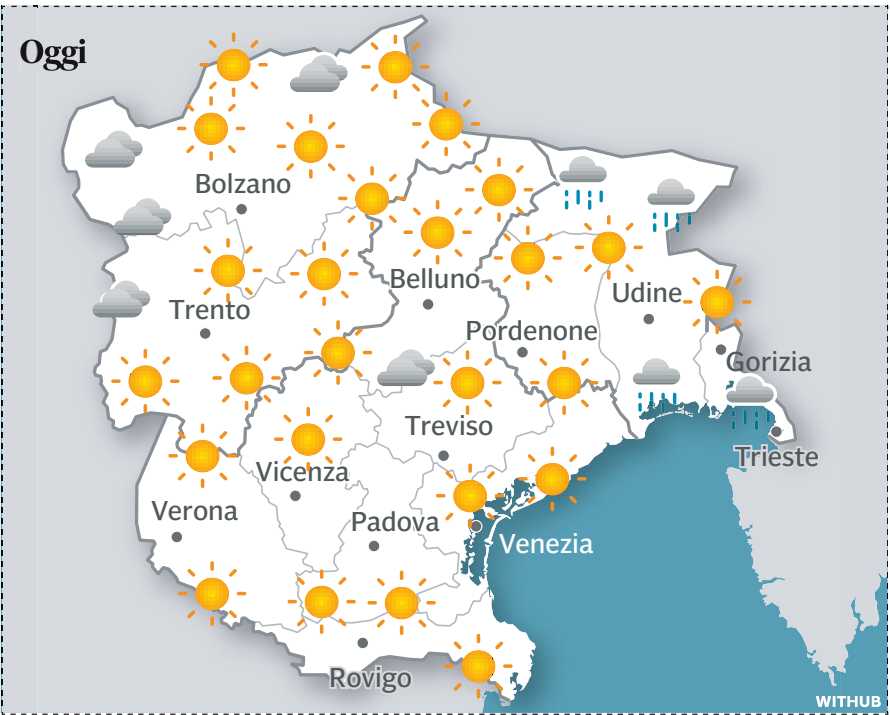 Oggi
Bolzano
Belluno
Udine
Trento
Pordenone
Gorizia
Treviso
Trieste
Vicenza
Verona
Padova
Venezia
Rovigo
WITHUB